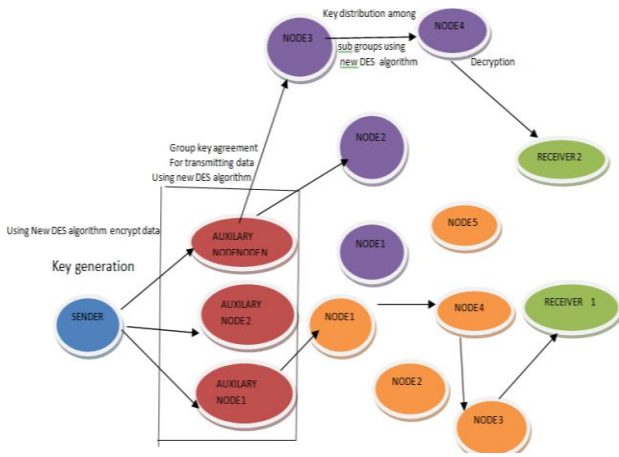 Key distribution among
NODE3
NODE4
sub groups using
new DES algorithm
Decryption
Group key agreement
For transmitting data
Using new DES algorithm
NODE2
RECEIVER 2
Using New DES algorithm encrypt data
AUXILARY
NODENODEN
NODE5
NODE1
Key generation
SENDER
AUXILARY
NODE2
NODE1
NODE4
RECEIVER 1
AUXILARY
NODE1
NODE2
NODE3